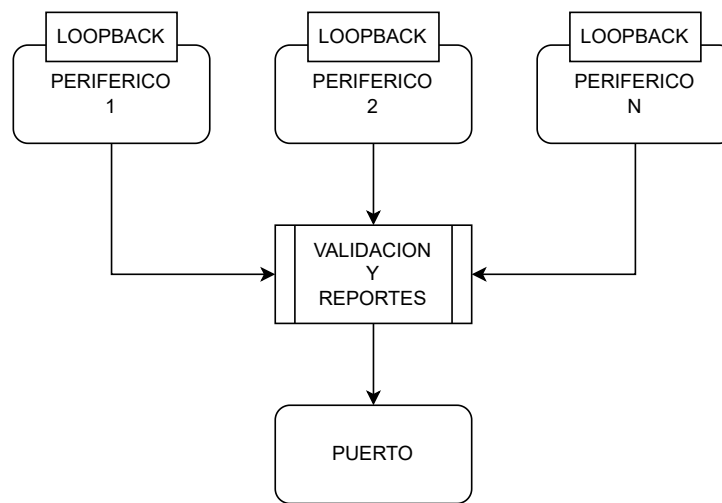 LOOPBACK
PERIFERICO
1
LOOPBACK
PERIFERICO
2
LOOPBACK
PERIFERICO
N
VALIDACION
Y
REPORTES
PUERTO